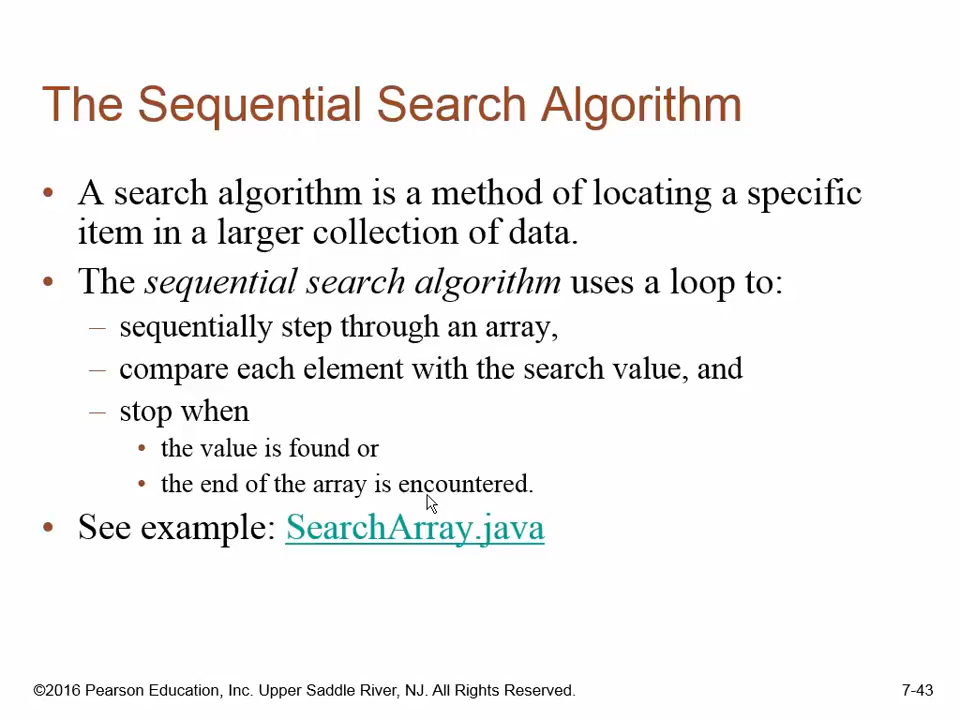 The Sequential Search Algorithm
• A search algorithm is a method of locating a specific
item in a larger collection of data.
• The sequential search algorithm uses a loop to:
– sequentially step through an array,
– compare each element with the search value, and
– stop when
• the value is found or
• the end of the array is encountered.
• See example: SearchArray.java
©2016 Pearson Education, Inc. Upper Saddle River, NJ. All Rights Reserved.
7-43